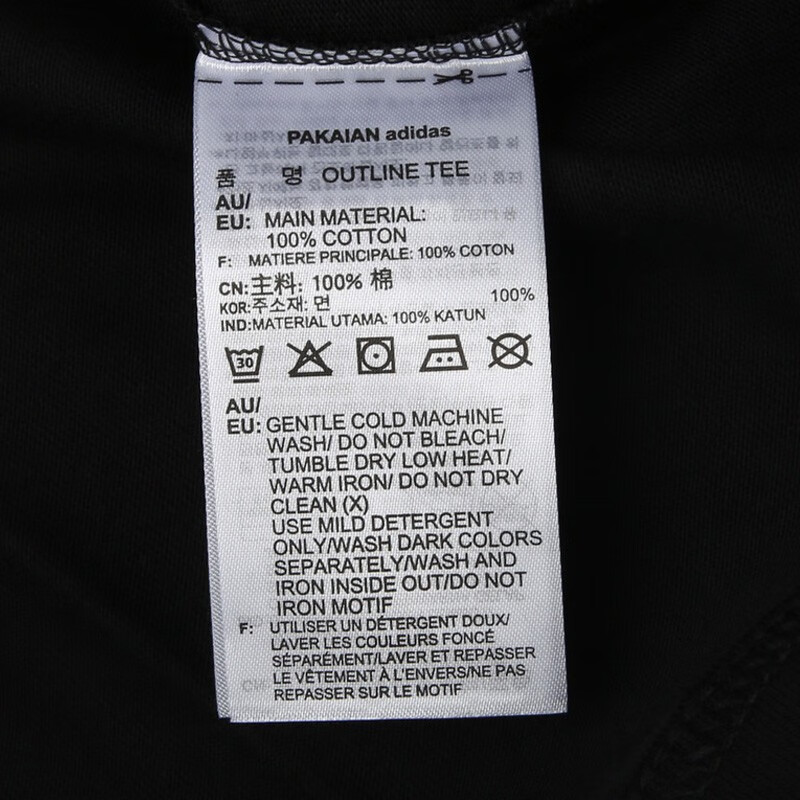 PAKAIAN adidas
품 명 OUTLINE TEE
AU/
EU: MAIN MATERIAL:
100% COTTON
F: MATIERE PRINCIPALE: 100% COTON
CN:主料: 100% 棉
KOR:주소재: 면 100%
IND:MATERIAL UTAMA: 100% KATUN
30
AU/
EU: GENTLE COLD MACHINE
WASH/ DO NOT BLEACH/
TUMBLE DRY LOW HEAT/
WARM IRON/ DO NOT DRY
CLEAN (X)
USE MILD DETERGENT
ONLY/WASH DARK COLORS
SEPARATELY/WASH AND
IRON INSIDE OUT/DO NOT
IRON MOTIF
F: UTILISER UN DÉTERGENT DOUX/
LAVER LES COULEURS FONCÉ
SÉPARÉMENT/LAVER ET REPASSER
LE VÊTEMENT À L'ENVERS/NE PAS
REPASSER SUR LE MOTIF